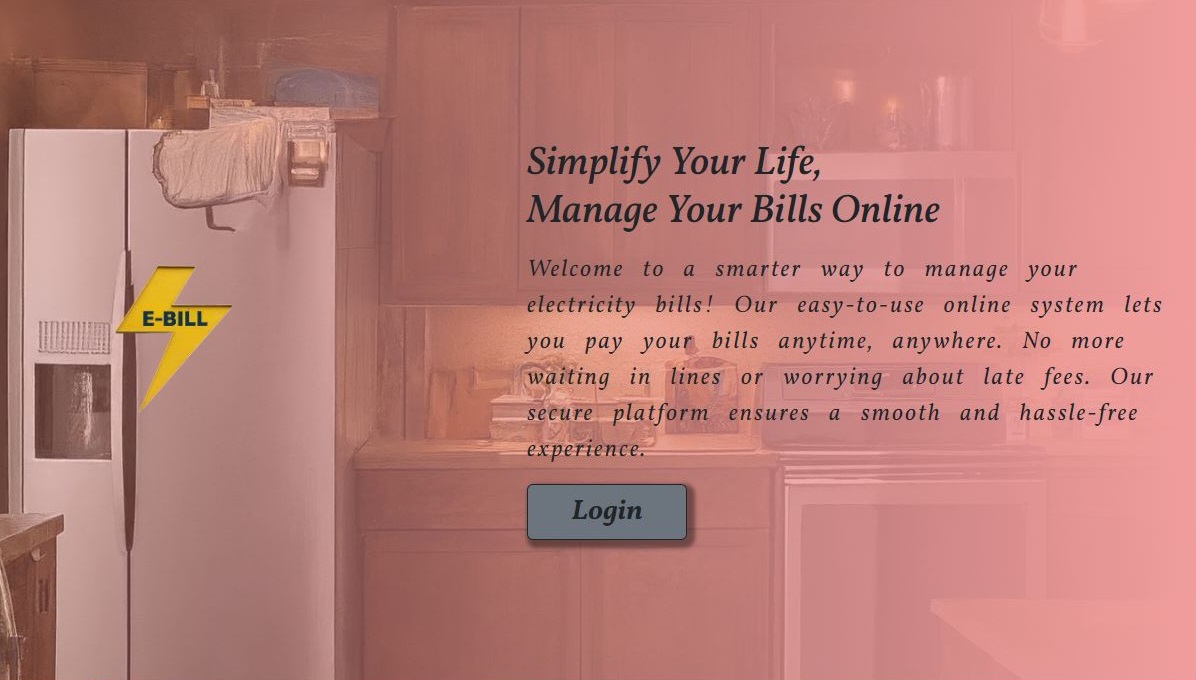 Simplify Your Life,
Manage Your Bills Online
Welcome to a smarter way to manage your
electricity bills! Our easy-to-use online system lets
you pay your bills anytime, anywhere. No more
waiting in lines or worrying about late fees. Our
secure platform ensures a smooth and hassle-free
experience.
E-BILL
Login